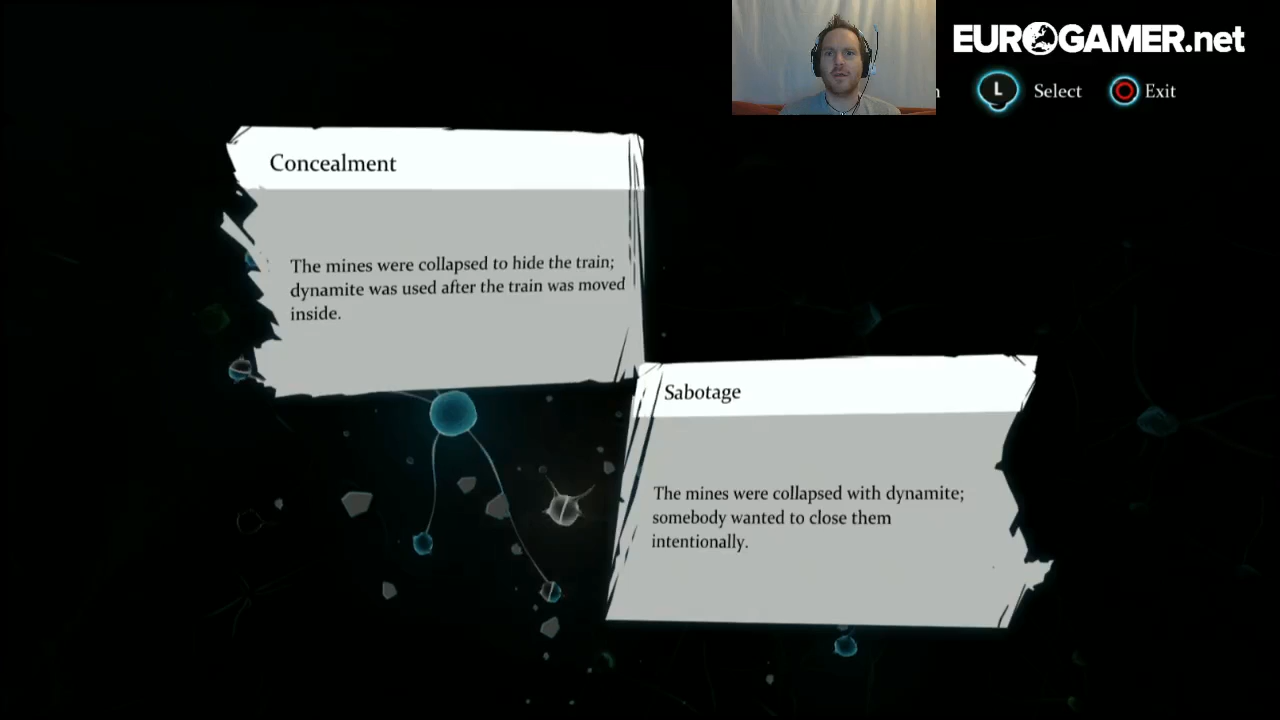 EUROGAMER.net
L Select Exit
Concealment
The mines were collapsed to hide the train;
dynamite was used after the train was moved
inside.
Sabotage
The mines were collapsed with dynamite;
somebody wanted to close them
intentionally.